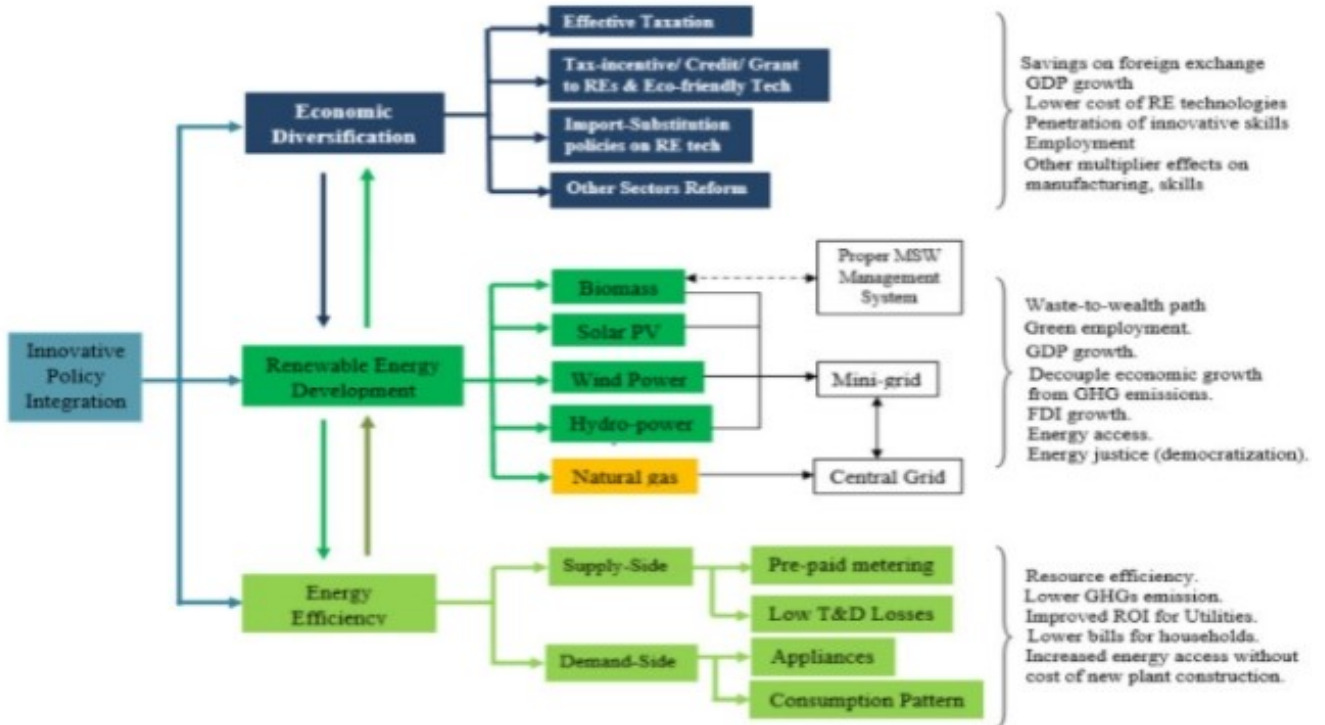 Effective Taxation
Tax-incentive/ Credit/ Grant
to REs & Eco-friendly Tech
Economic
Diversification
Import-Substitution
policies on RE tech
Other Sectors Reform
Savings on foreign exchange
GDP growth
Lower cost of RE technologies
Penetration of innovative skills
Employment
Other multiplier effects on
manufacturing, skills
Innovative
Policy
Integration
Renewable Energy
Development
Biomass
Solar PV
Wind Power
Hydro-power
Natural gas
Proper MSW
Management
System
Mini-grid
Central Grid
Waste-to-wealth path
Green employment.
GDP growth.
Decouple economic growth
from GHG emissions.
FDI growth.
Energy access.
Energy justice (democratization).
Energy
Efficiency
Supply-Side
Demand-Side
Pre-paid metering
Low T&D Losses
Appliances
Consumption Pattern
Resource efficiency.
Lower GHGs emission.
Improved ROI for Utilities.
Lower bills for households.
Increased energy access without
cost of new plant construction.